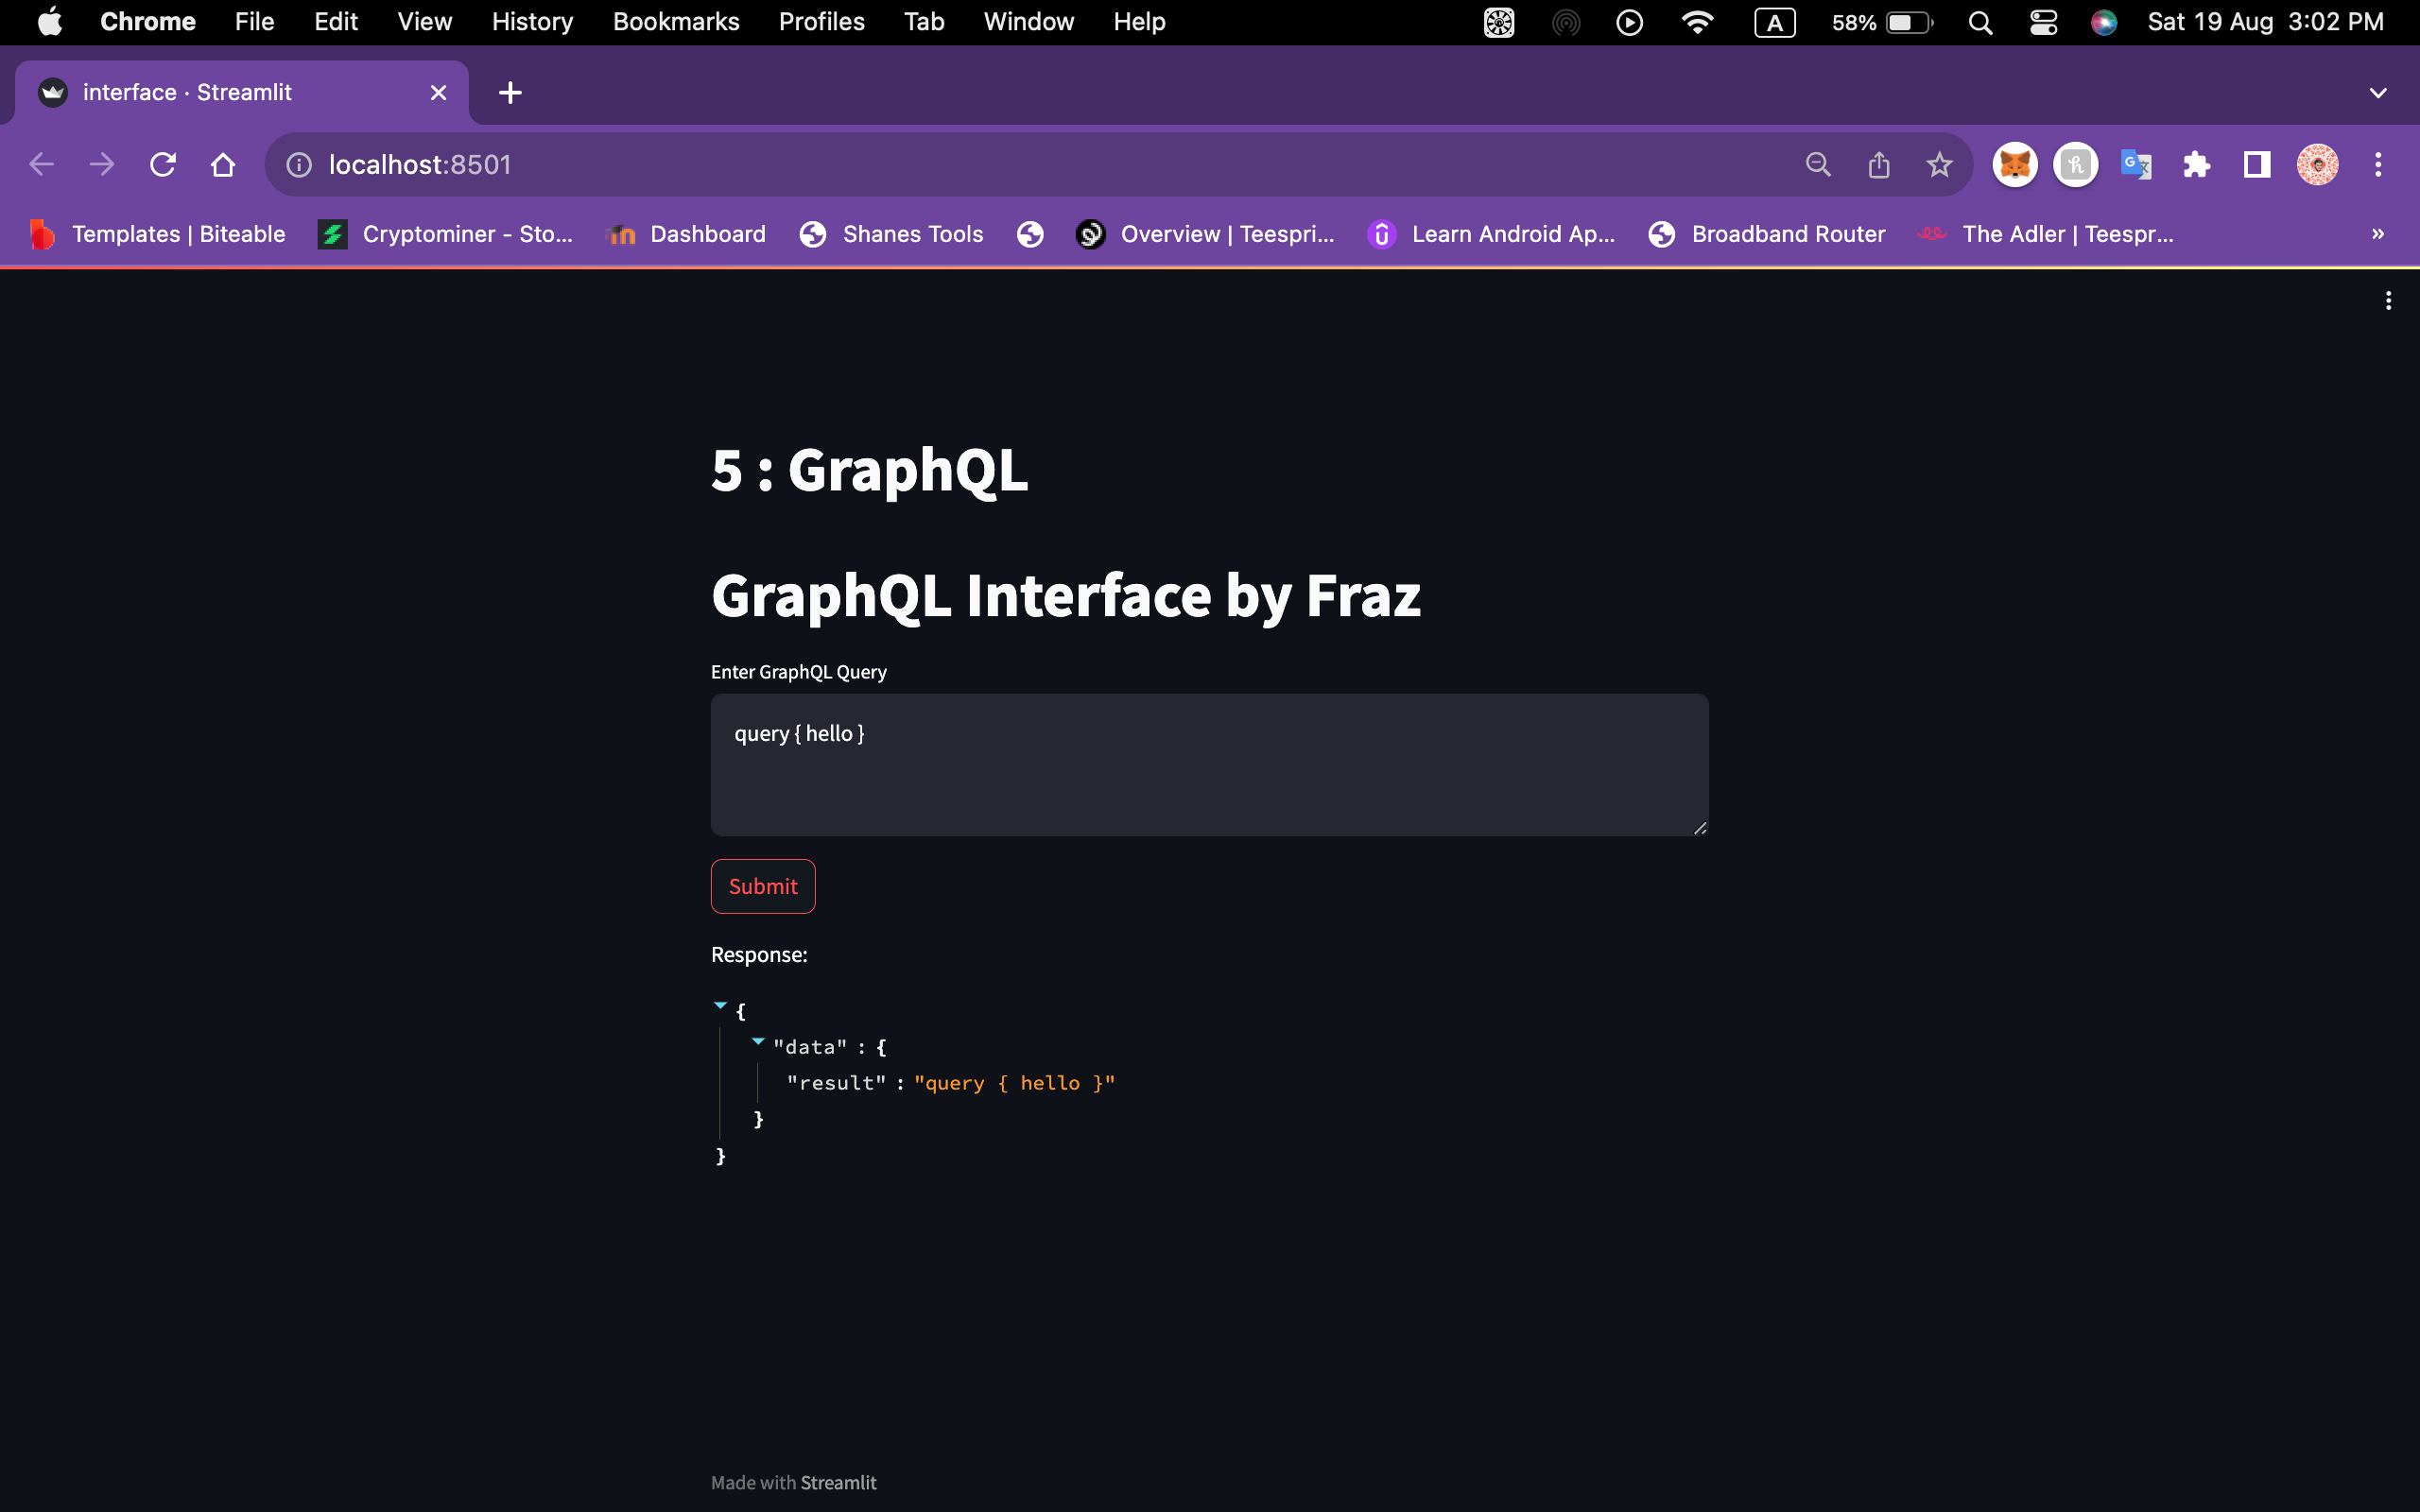 Chrome File Edit View History Bookmarks Profiles Tab Window Help A 58% Sat 19 Aug 3:02 PM
interface · Streamlit
localhost:8501
Templates | Biteable Cryptominer - Sto... Dashboard Shanes Tools Overview | Teespri... Learn Android Ap... Broadband Router The Adler | Teespr... »
5 : GraphQL
GraphQL Interface by Fraz
Enter GraphQL Query
query { hello }
Submit
Response:
{
"data" : {
"result" : "query { hello }"
}
}
Made with Streamlit